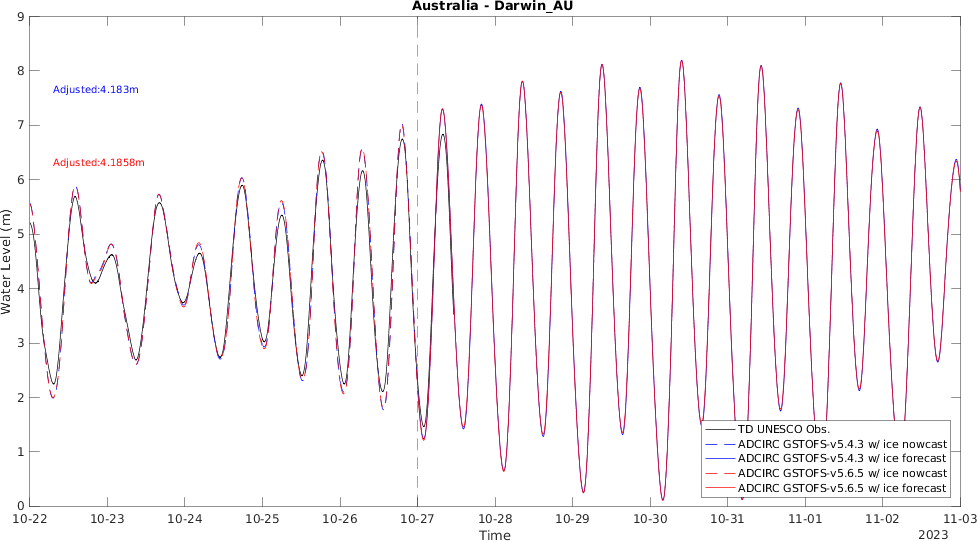 Australia - Darwin_AU
9
8
7
6
5
4
3
2
1
0
Water Level (m)
Adjusted:4.183m
Adjusted:4.1858m
TD UNESCO Obs.
ADCIRC GSTOFS-v5.4.3 w/ ice nowcast
ADCIRC GSTOFS-v5.4.3 w/ ice forecast
ADCIRC GSTOFS-v5.6.5 w/ ice nowcast
ADCIRC GSTOFS-v5.6.5 w/ ice forecast
10-22 10-23 10-24 10-25 10-26 10-27 10-28 10-29 10-30 10-31 11-01 11-02 11-03
Time
2023